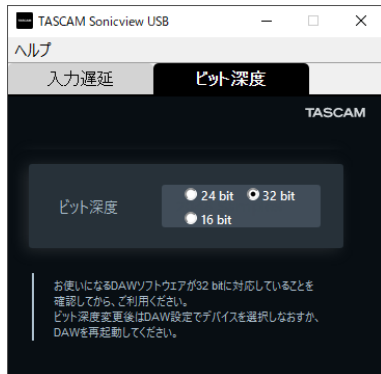 TASCAM Sonicview USB
ヘルプ
入力遅延 ビット深度
TASCAM
ビット深度 24 bit 32 bit
16 bit
お使いになるDAWソフトウェアが32 bitに対応していることを
確認してから、ご利用ください。
ビット深度変更後はDAW設定でデバイスを選択しなおすか、
DAWを再起動してください。